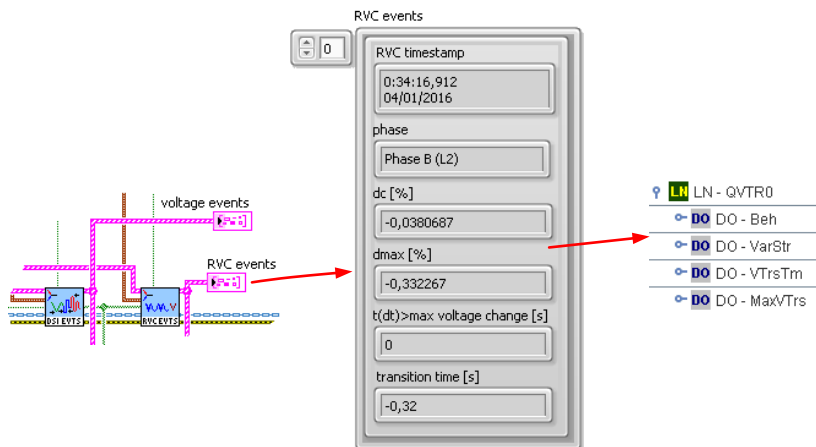 RVC events
0
RVC timestamp
0:34:16,912
04/01/2016
phase
Phase B (L2)
dc [%]
-0,0380687
dmax [%]
-0,332267
t(dt)>max voltage change [s]
0
transition time [s]
-0,32
voltage events
RVC events
DSI EVTS
RVC EVTS
LN LN - QVTR0
DO DO - Beh
DO DO - VarStr
DO DO - VTrsTm
DO DO - MaxVTrs